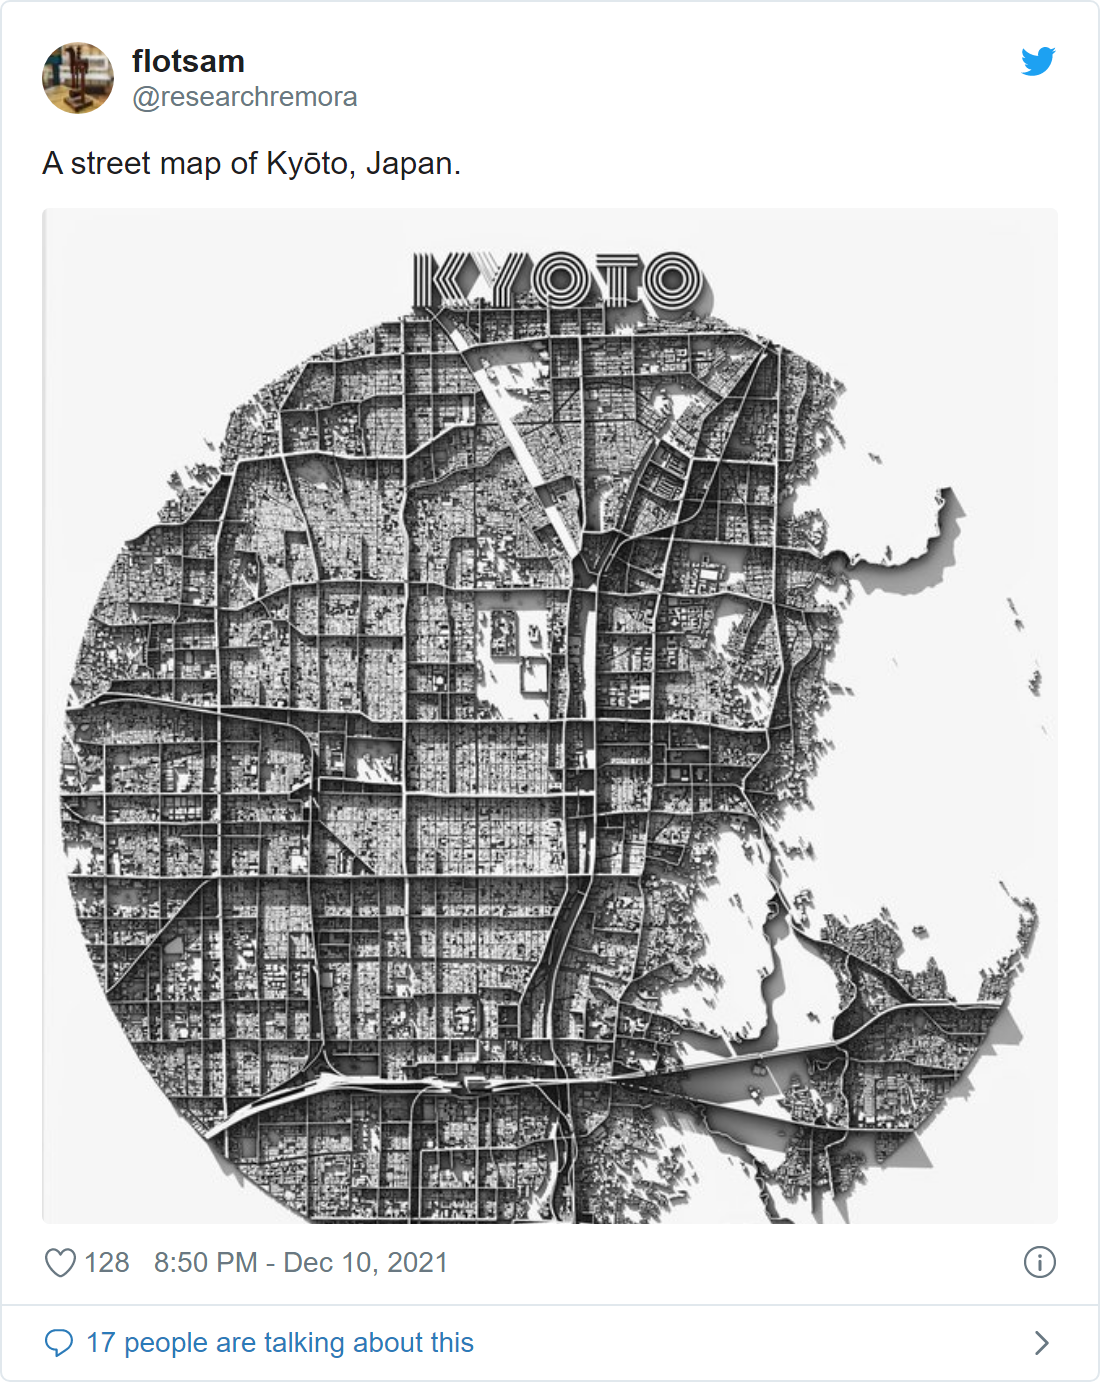 flotsam
@researchremora
A street map of Kyōto, Japan.
KYOTO
128 8:50 PM - Dec 10, 2021
17 people are talking about this